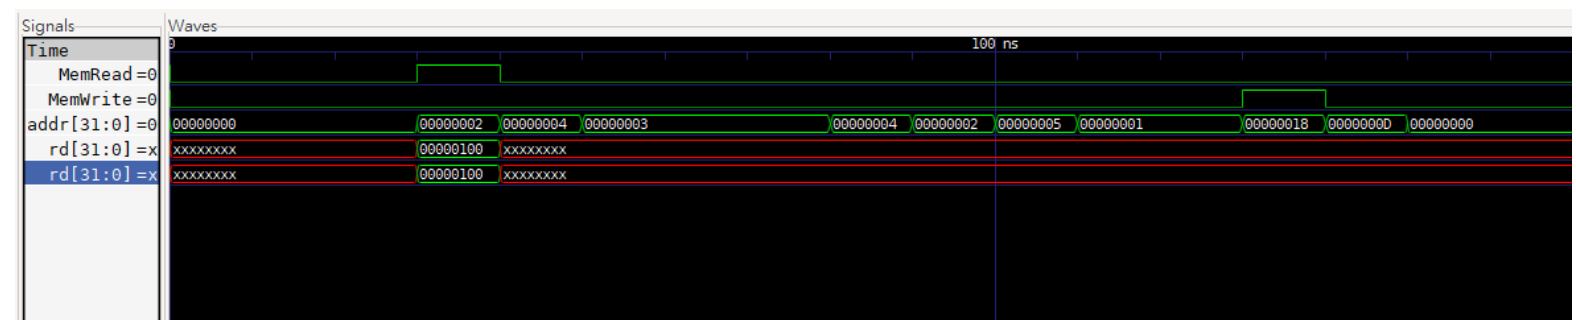 Signals Waves
Time 0 100 ns
MemRead =0
MemWrite =0
addr[31:0] =0 00000000 00000002 00000004 00000003 00000004 00000002 00000005 00000001 00000018 0000000D 00000000
rd[31:0] =x xxxxxxxx 00000100 xxxxxxxx
rd[31:0] =x xxxxxxxx 00000100 xxxxxxxx